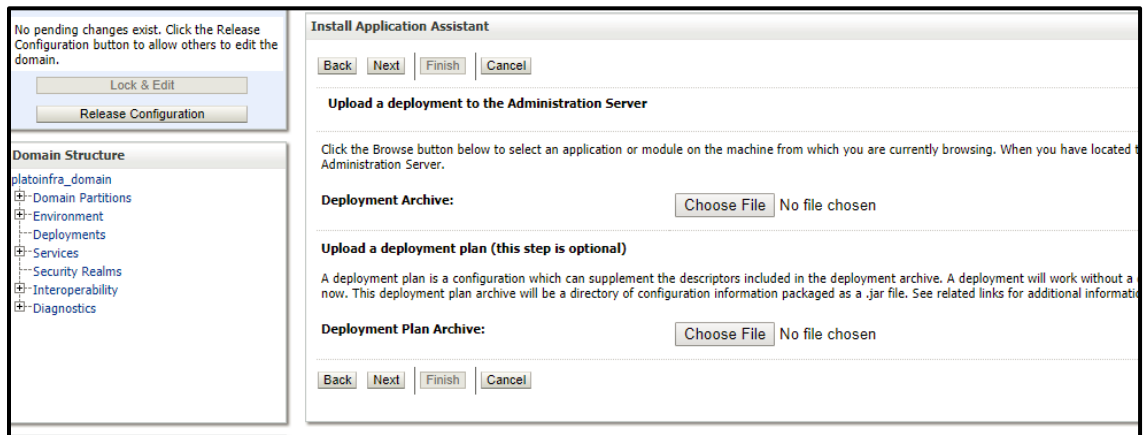 No pending changes exist. Click the Release
Configuration button to allow others to edit the
domain.
Lock & Edit
Release Configuration
Domain Structure
platoinfra_domain
Domain Partitions
Environment
Deployments
Services
Security Realms
Interoperability
Diagnostics
Install Application Assistant
Back Next Finish Cancel
Upload a deployment to the Administration Server
Click the Browse button below to select an application or module on the machine from which you are currently browsing. When you have located
Administration Server.
Deployment Archive: Choose File No file chosen
Upload a deployment plan (this step is optional)
A deployment plan is a configuration which can supplement the descriptors included in the deployment archive. A deployment will work without a
now. This deployment plan archive will be a directory of configuration information packaged as a .jar file. See related links for additional
Deployment Plan Archive: Choose File No file chosen
Back Next Finish Cancel